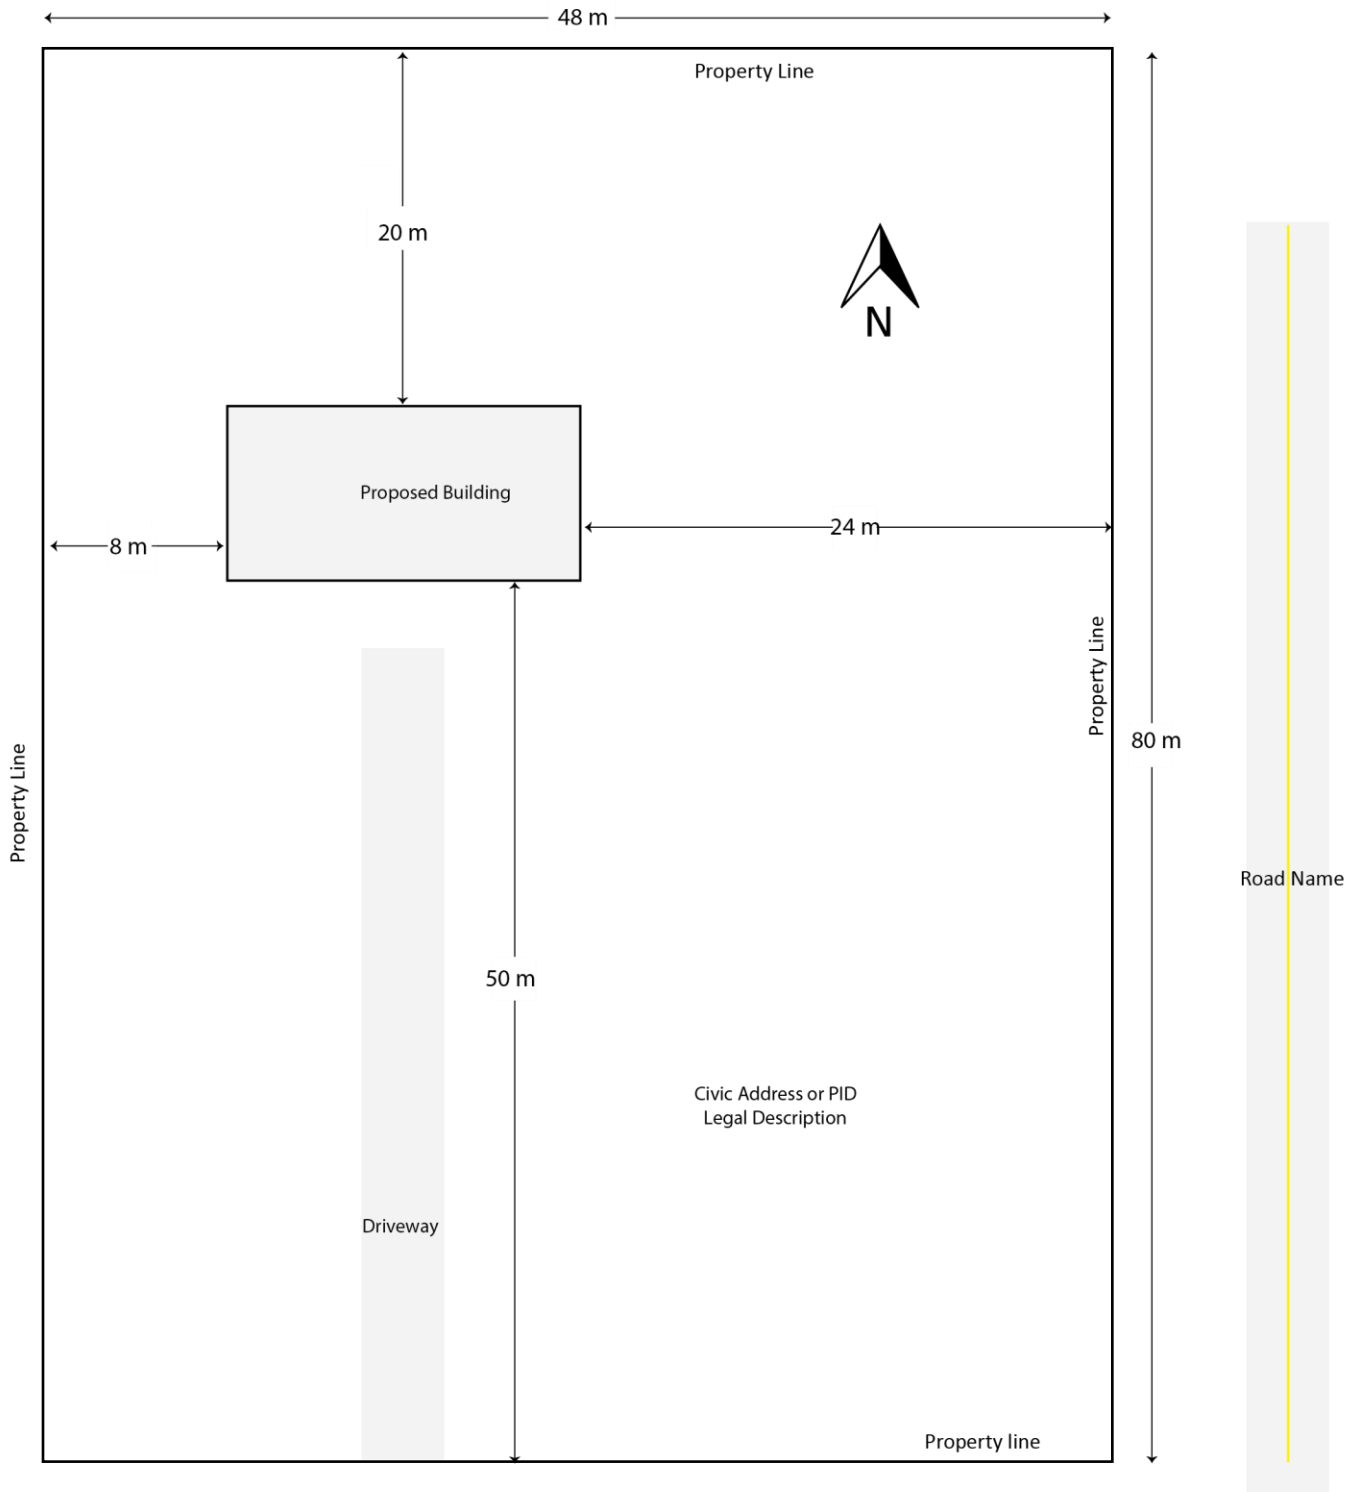 48 m
Property Line
20 m
N
Proposed Building
24 m
8 m
Property Line
80 m
Property Line
Road Name
50 m
Civic Address or PID
Legal Description
Driveway
Property line